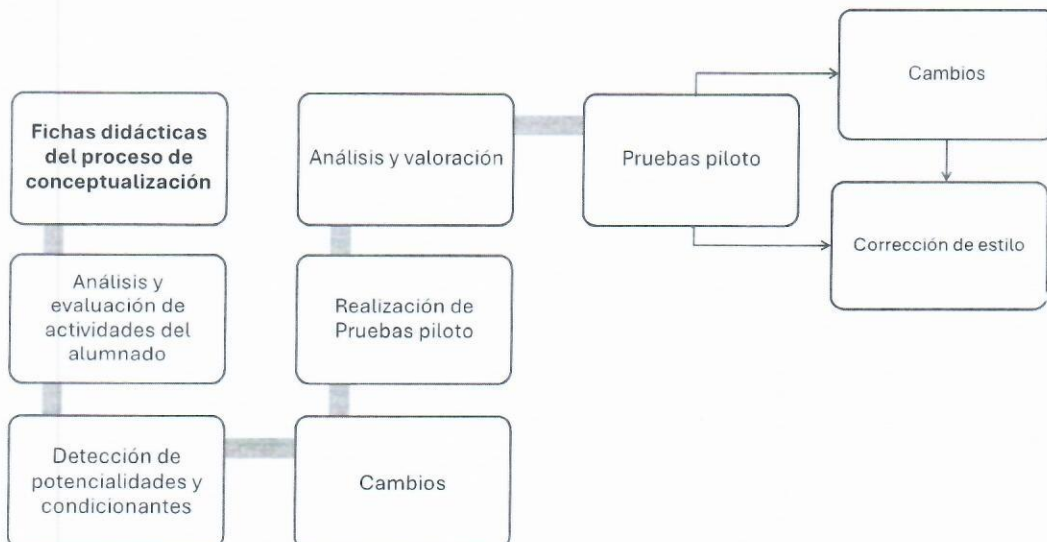 Fichas didácticas
del proceso de
conceptualización
Análisis y
evaluación de
actividades del
alumnado
Detección de
potencialidades y
condicionantes
Cambios
Realización de
Pruebas piloto
Análisis y valoración
Pruebas piloto
Cambios
Corrección de estilo